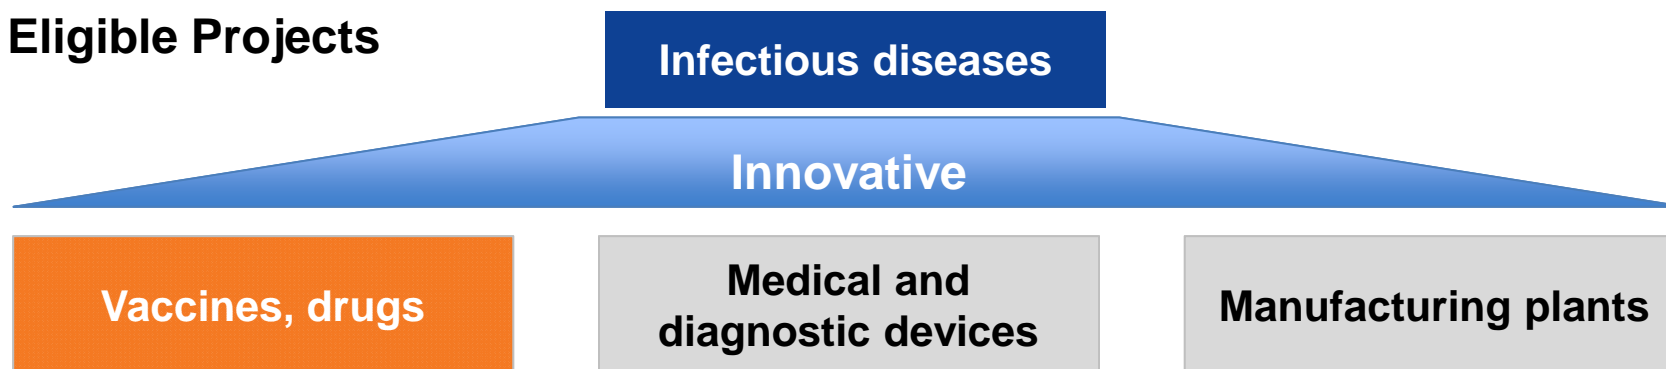 Eligible Projects
Infectious diseases
Innovative
Vaccines, drugs
Medical and
diagnostic devices
Manufacturing plants